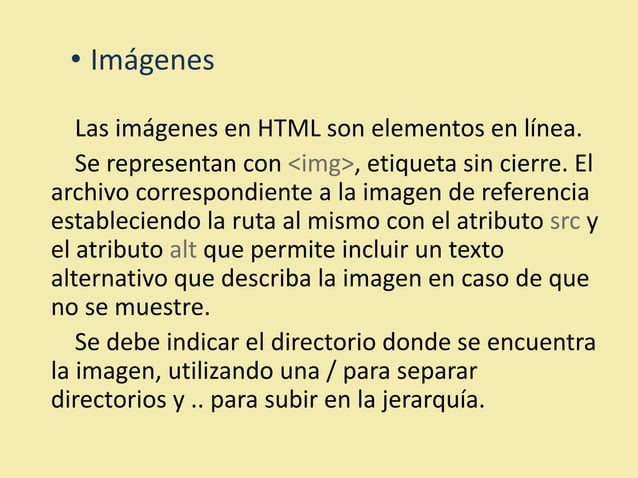 • Imágenes
Las imágenes en HTML son elementos en línea.
Se representan con <img>, etiqueta sin cierre. El
archivo correspondiente a la imagen de referencia
estableciendo la ruta al mismo con el atributo src y
el atributo alt que permite incluir un texto
alternativo que describa la imagen en caso de que
no se muestre.
Se debe indicar el directorio donde se encuentra
la imagen, utilizando una / para separar
directorios y .. para subir en la jerarquía.